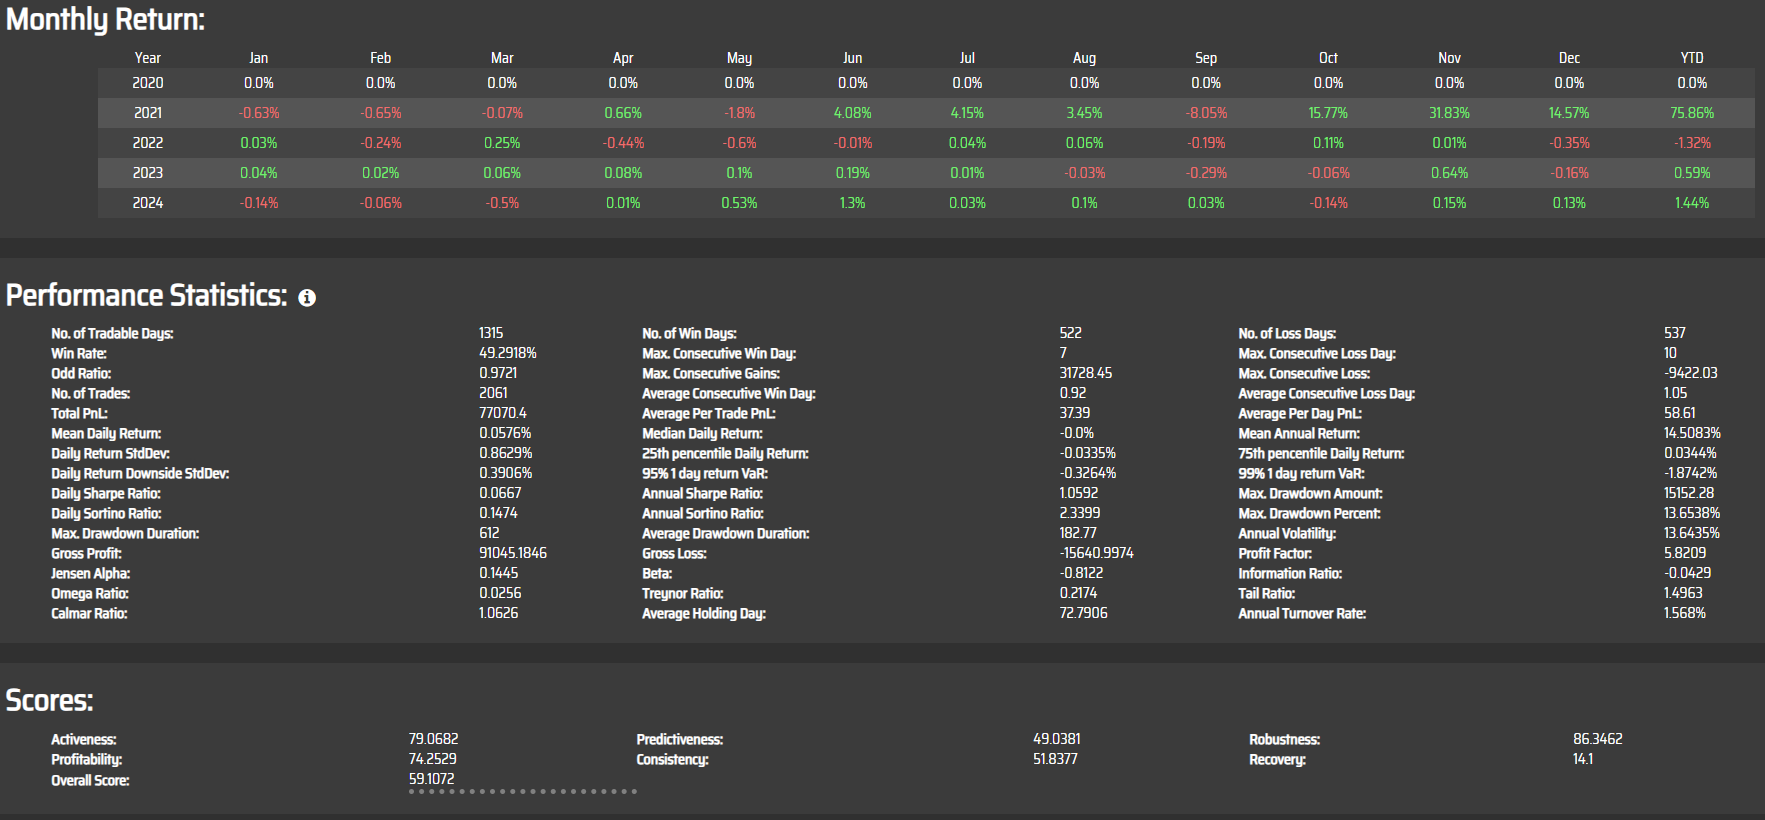 Monthly Return:
Year Jan Feb Mar Apr May Jun Jul Aug Sep Oct Nov Dec YTD
2020 0.0% 0.0% 0.0% 0.0% 0.0% 0.0% 0.0% 0.0% 0.0% 0.0% 0.0% 0.0% 0.0%
2021 -0.63% -0.65% -0.07% 0.66% -1.8% 4.08% 4.15% 3.45% -8.05% 15.77% 31.83% 14.57% 75.86%
2022 0.03% -0.24% 0.25% -0.44% -0.6% -0.01% 0.04% 0.06% -0.19% 0.11% 0.01% -0.35% -1.32%
2023 0.04% 0.02% 0.06% 0.08% 0.1% 0.19% 0.01% -0.03% -0.29% -0.06% 0.64% -0.16% 0.59%
2024 -0.14% -0.06% -0.5% 0.01% 0.53% 1.3% 0.03% 0.1% 0.03% -0.14% 0.15% 0.13% 1.44%
Performance Statistics:
No. of Tradable Days: 1315 No. of Win Days: 522 No. of Loss Days: 537
Win Rate: 49.2918% Max. Consecutive Win Day: 7 Max. Consecutive Loss Day: 10
Odd Ratio: 0.9721 Max. Consecutive Gains: 31728.45 Max. Consecutive Loss: -9422.03
No. of Trades: 2061 Average Consecutive Win Day: 0.92 Average Consecutive Loss Day: 1.05
Total PnL: 77070.4 Average Per Trade PnL: 37.39 Average Per Day PnL: 58.61
Mean Daily Return: 0.0576% Median Daily Return: -0.0% Mean Annual Return: 14.5083%
Daily Return StdDev: 0.8629% 25th percentile Daily Return: -0.0335% 75th percentile Daily Return: 0.0344%
Daily Return Downside StdDev: 0.3906% 95% 1 day return VaR: -0.3264% 99% 1 day return VaR: -1.8742%
Daily Sharpe Ratio: 0.0667 Annual Sharpe Ratio: 1.0592 Max. Drawdown Amount: 15152.28
Daily Sortino Ratio: 0.1474 Annual Sortino Ratio: 2.3399 Max. Drawdown Percent: 13.6538%
Max. Drawdown Duration: 612 Average Drawdown Duration: 182.77 Annual Volatility: 13.6435%
Gross Profit: 91045.1846 Gross Loss: -15640.9974 Profit Factor: 5.8209
Jensen Alpha: 0.1445 Beta: -0.8122 Information Ratio: -0.0429
Omega Ratio: 0.0256 Treynor Ratio: 0.2174 Tail Ratio: 1.4963
Calmar Ratio: 1.0626 Average Holding Day: 72.7906 Annual Turnover Rate: 1.568%
Scores:
Activeness: 79.0682 Predictiveness: 49.0381 Robustness: 86.3462
Profitability: 74.2529 Consistency: 51.8377 Recovery: 14.1
Overall Score: 59.1072